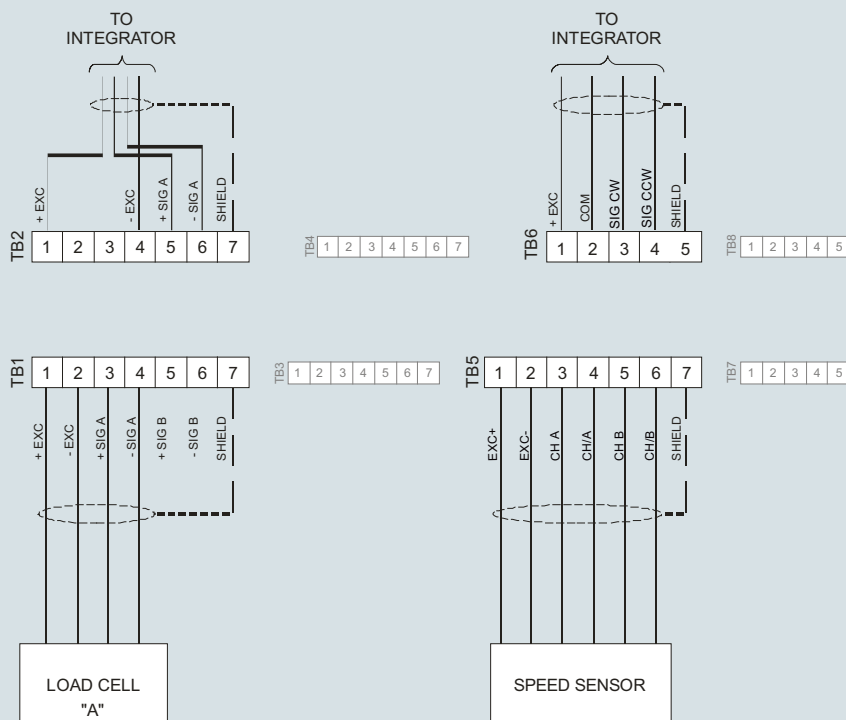 TO
INTEGRATOR
TO
INTEGRATOR
+ EXC
- EXC
+ SIG A
- SIG A
SHIELD
+ EXC
COM
SIG CW
SIG CCW
SHIELD
TB2 1 2 3 4 5 6 7
TB4 1 2 3 4 5 6 7
TB6 1 2 3 4 5
TB8 1 2 3 4 5
TB1 1 2 3 4 5 6 7
TB3 1 2 3 4 5 6 7
TB5 1 2 3 4 5 6 7
TB7 1 2 3 4 5
+ EXC
- EXC
+ SIG A
- SIG A
+ SIG B
- SIG B
SHIELD
EXC+
EXC-
CH A
CH/A
CH B
CH/B
SHIELD
LOAD CELL
"A"
SPEED SENSOR